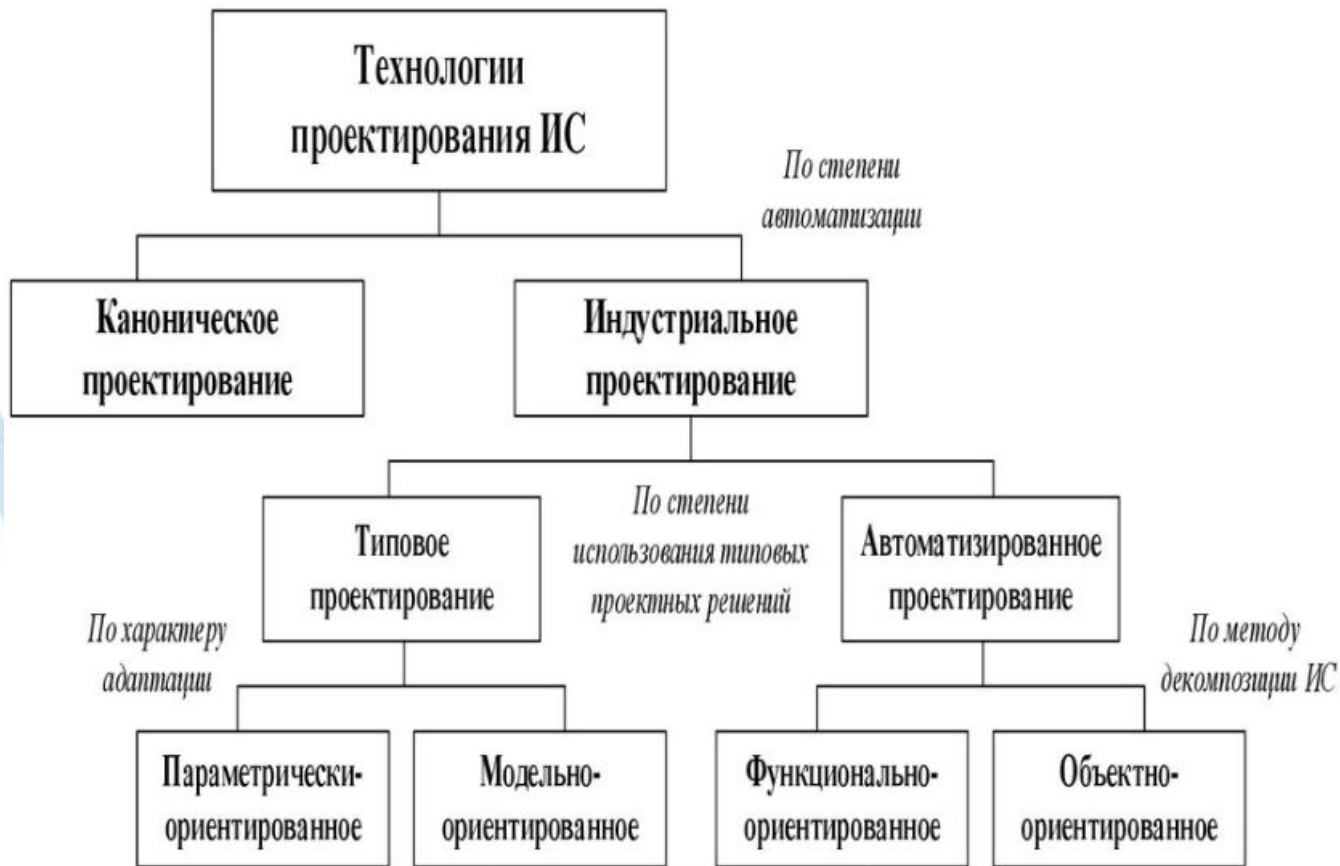 Технологии
проектирования ИС
По степени
автоматизации
Каноническое
проектирование
Индустриальное
проектирование
Типовое
проектирование
По степени
использования типовых
проектных решений
Автоматизированное
проектирование
По характеру
адаптации
По методу
декомпозиции ИС
Параметрически-
ориентированное
Модельно-
ориентированное
Функционально-
ориентированное
Объектно-
ориентированное